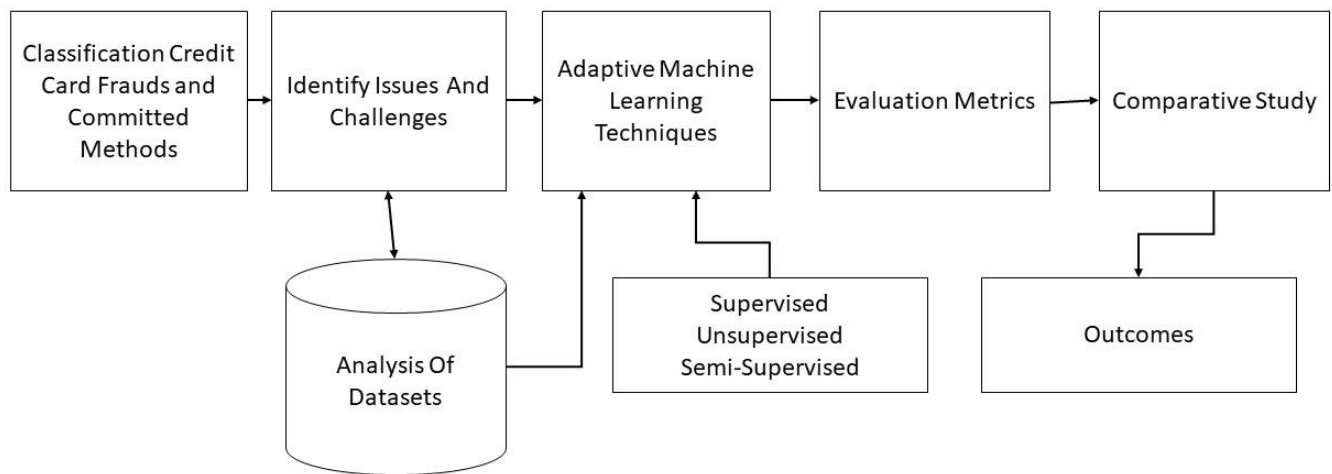 Classification Credit
Card Frauds and
Committed
Methods
Identify Issues And
Challenges
Adaptive Machine
Learning
Techniques
Evaluation Metrics
Comparative Study
Analysis Of
Datasets
Supervised
Unsupervised
Semi-Supervised
Outcomes